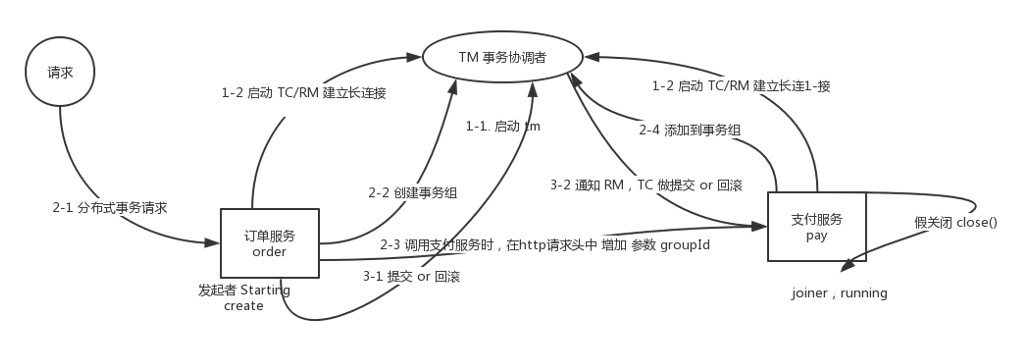 请求
TM 事务协调者
1-2 启动 TC/RM 建立长连接
1-2 启动 TC/RM 建立长连1-接
1-1. 启动 tm
2-4 添加到事务组
2-2 创建事务组
3-2 通知 RM，TC 做提交 or 回滚
2-1 分布式事务请求
订单服务
order
支付服务
pay
假关闭 close()
2-3 调用支付服务时，在http请求头中 增加 参数 groupId
3-1 提交 or 回滚
发起者 Starting
create
joiner，running